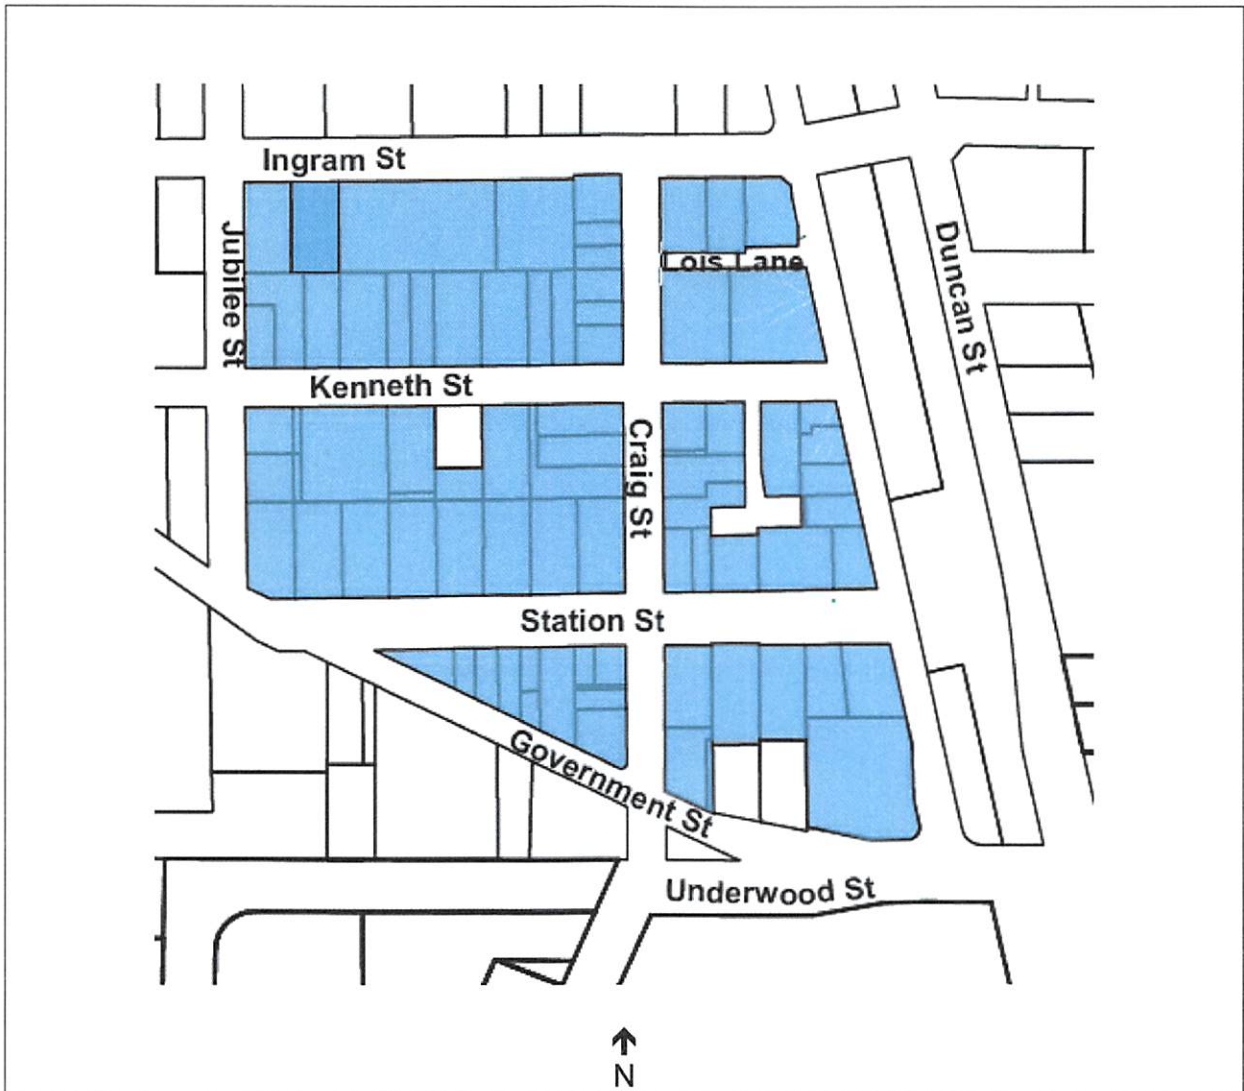 Ingram St
Jubilee St
Lois Lane
Duncan St
Kenneth St
Craig St
Station St
Government St
Underwood St
N